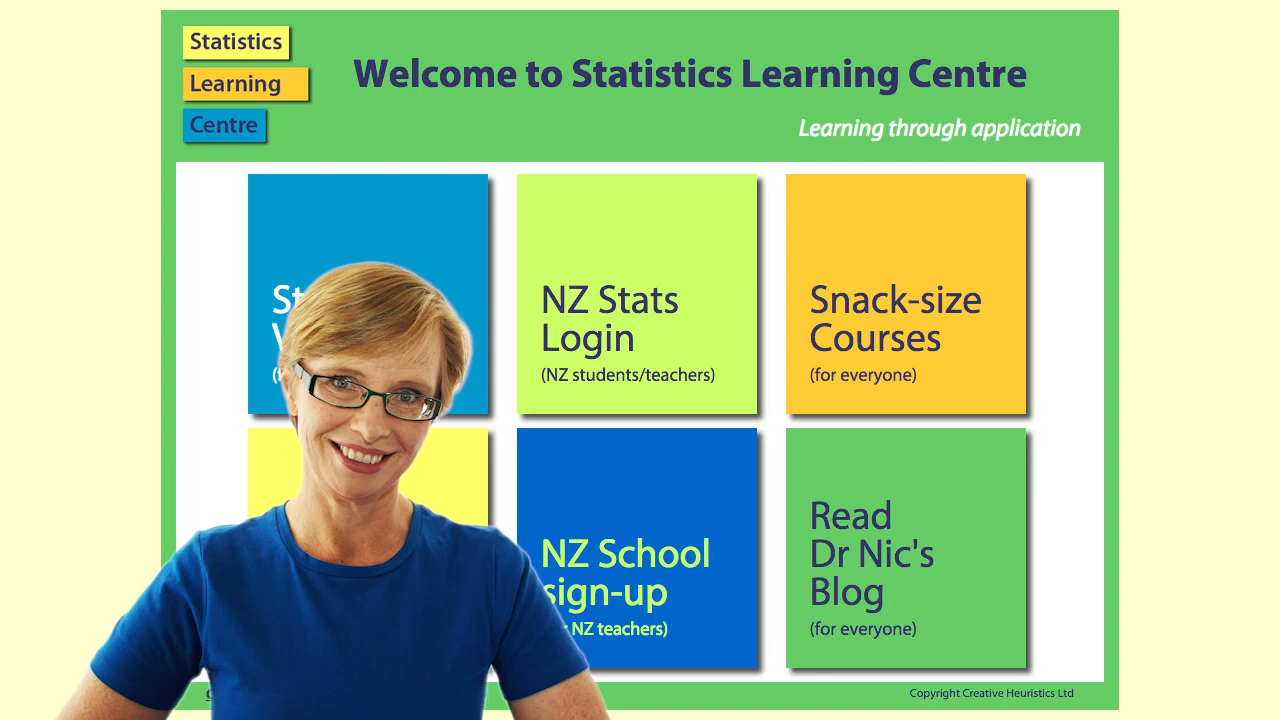 Statistics
Learning
Centre
Welcome to Statistics Learning Centre
Learning through application
NZ Stats
Login
(NZ students/teachers)
Snack-size
Courses
(for everyone)
NZ School
sign-up
NZ teachers)
Read
Dr Nic's
Blog
(for everyone)
Copyright Creative Heuristics Ltd